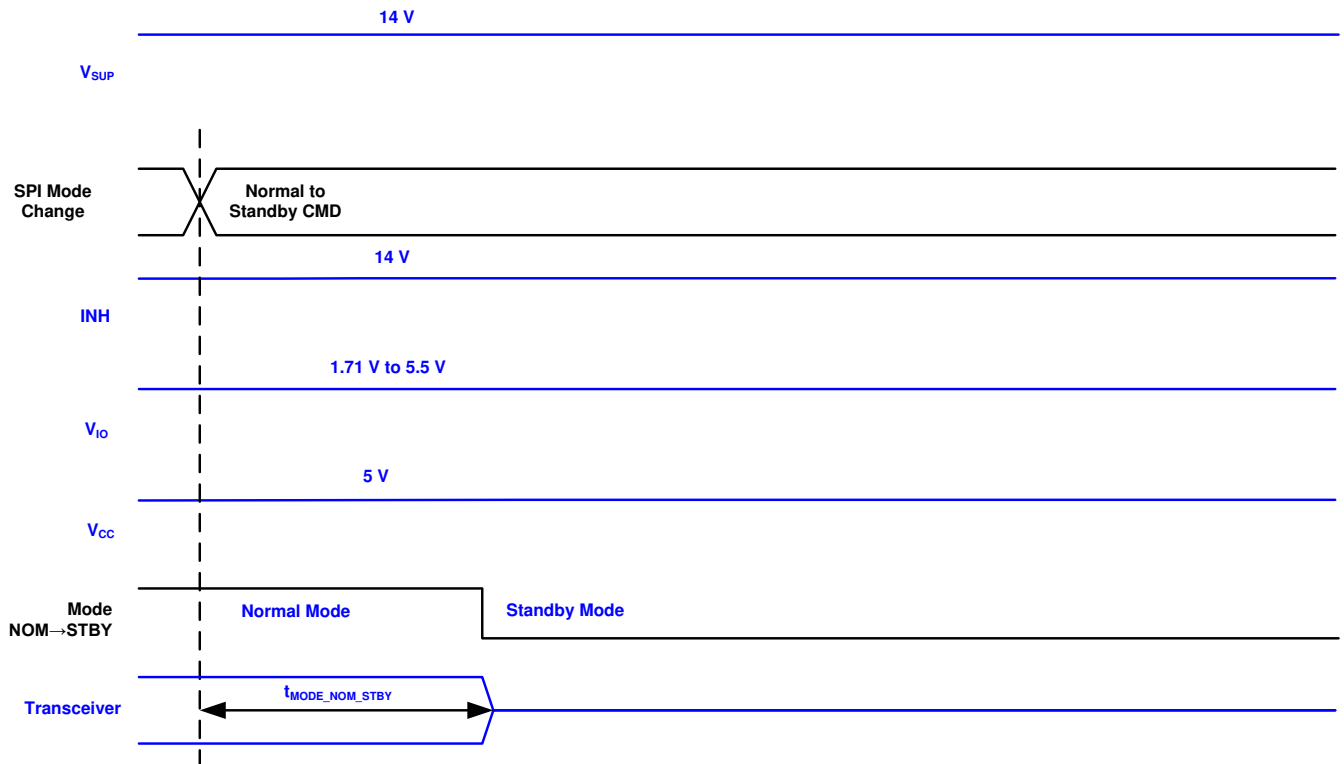 14 V
VSUP
SPI Mode
Change
Normal to
Standby CMD
14 V
INH
1.71 V to 5.5 V
VIO
5 V
VCC
Mode
NOM→STBY
Normal Mode
Standby Mode
Transceiver
tMODE_NOM_STBY